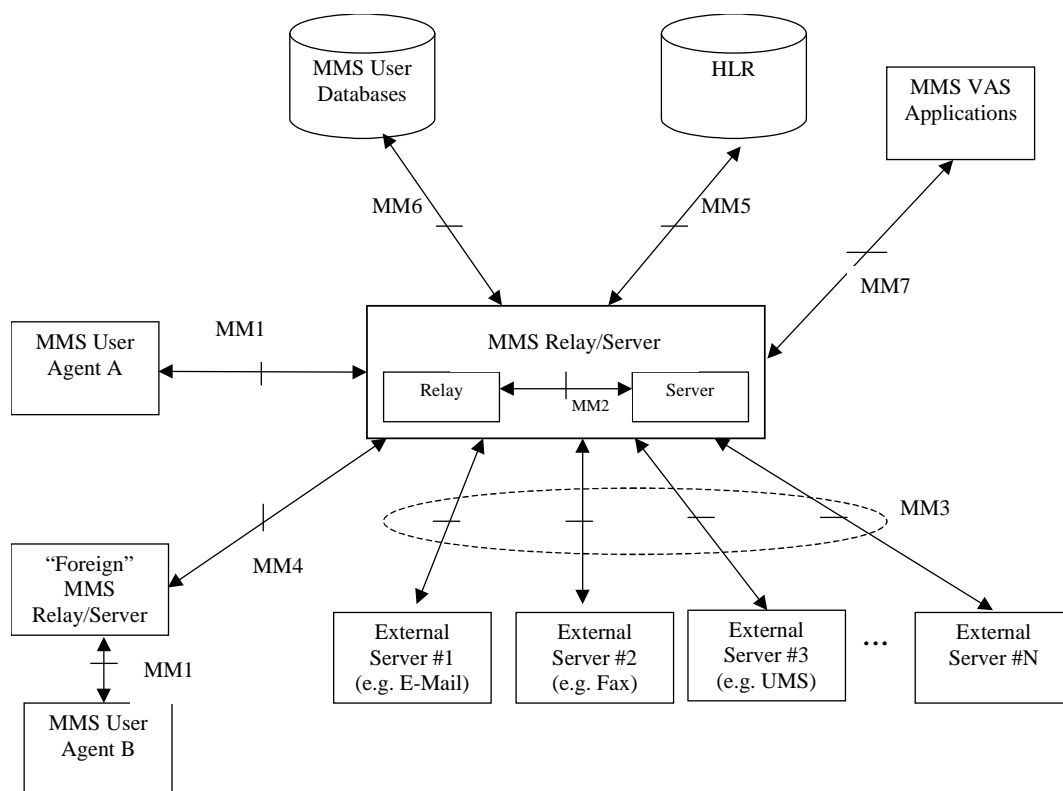 MMS User
Databases
HLR
MMS VAS
Applications
MM6
MM5
MM7
MM1
MMS User
Agent A
MMS Relay/Server
Relay
MM2
Server
MM3
MM4
“Foreign”
MMS
Relay/Server
MM1
MMS User
Agent B
External
Server #1
(e.g. E-Mail)
External
Server #2
(e.g. Fax)
External
Server #3
(e.g. UMS)
...
External
Server #N